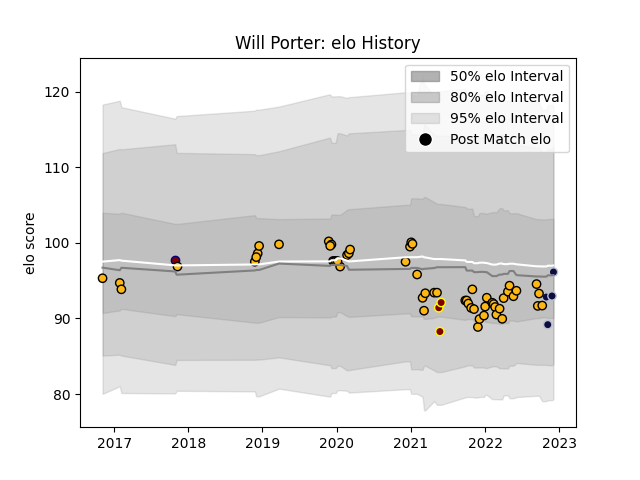 Will Porter: elo History
50% elo Interval
80% elo Interval
95% elo Interval
Post Match elo
elo score
120
110
100
90
80
2017 2018 2019 2020 2021 2022 2023